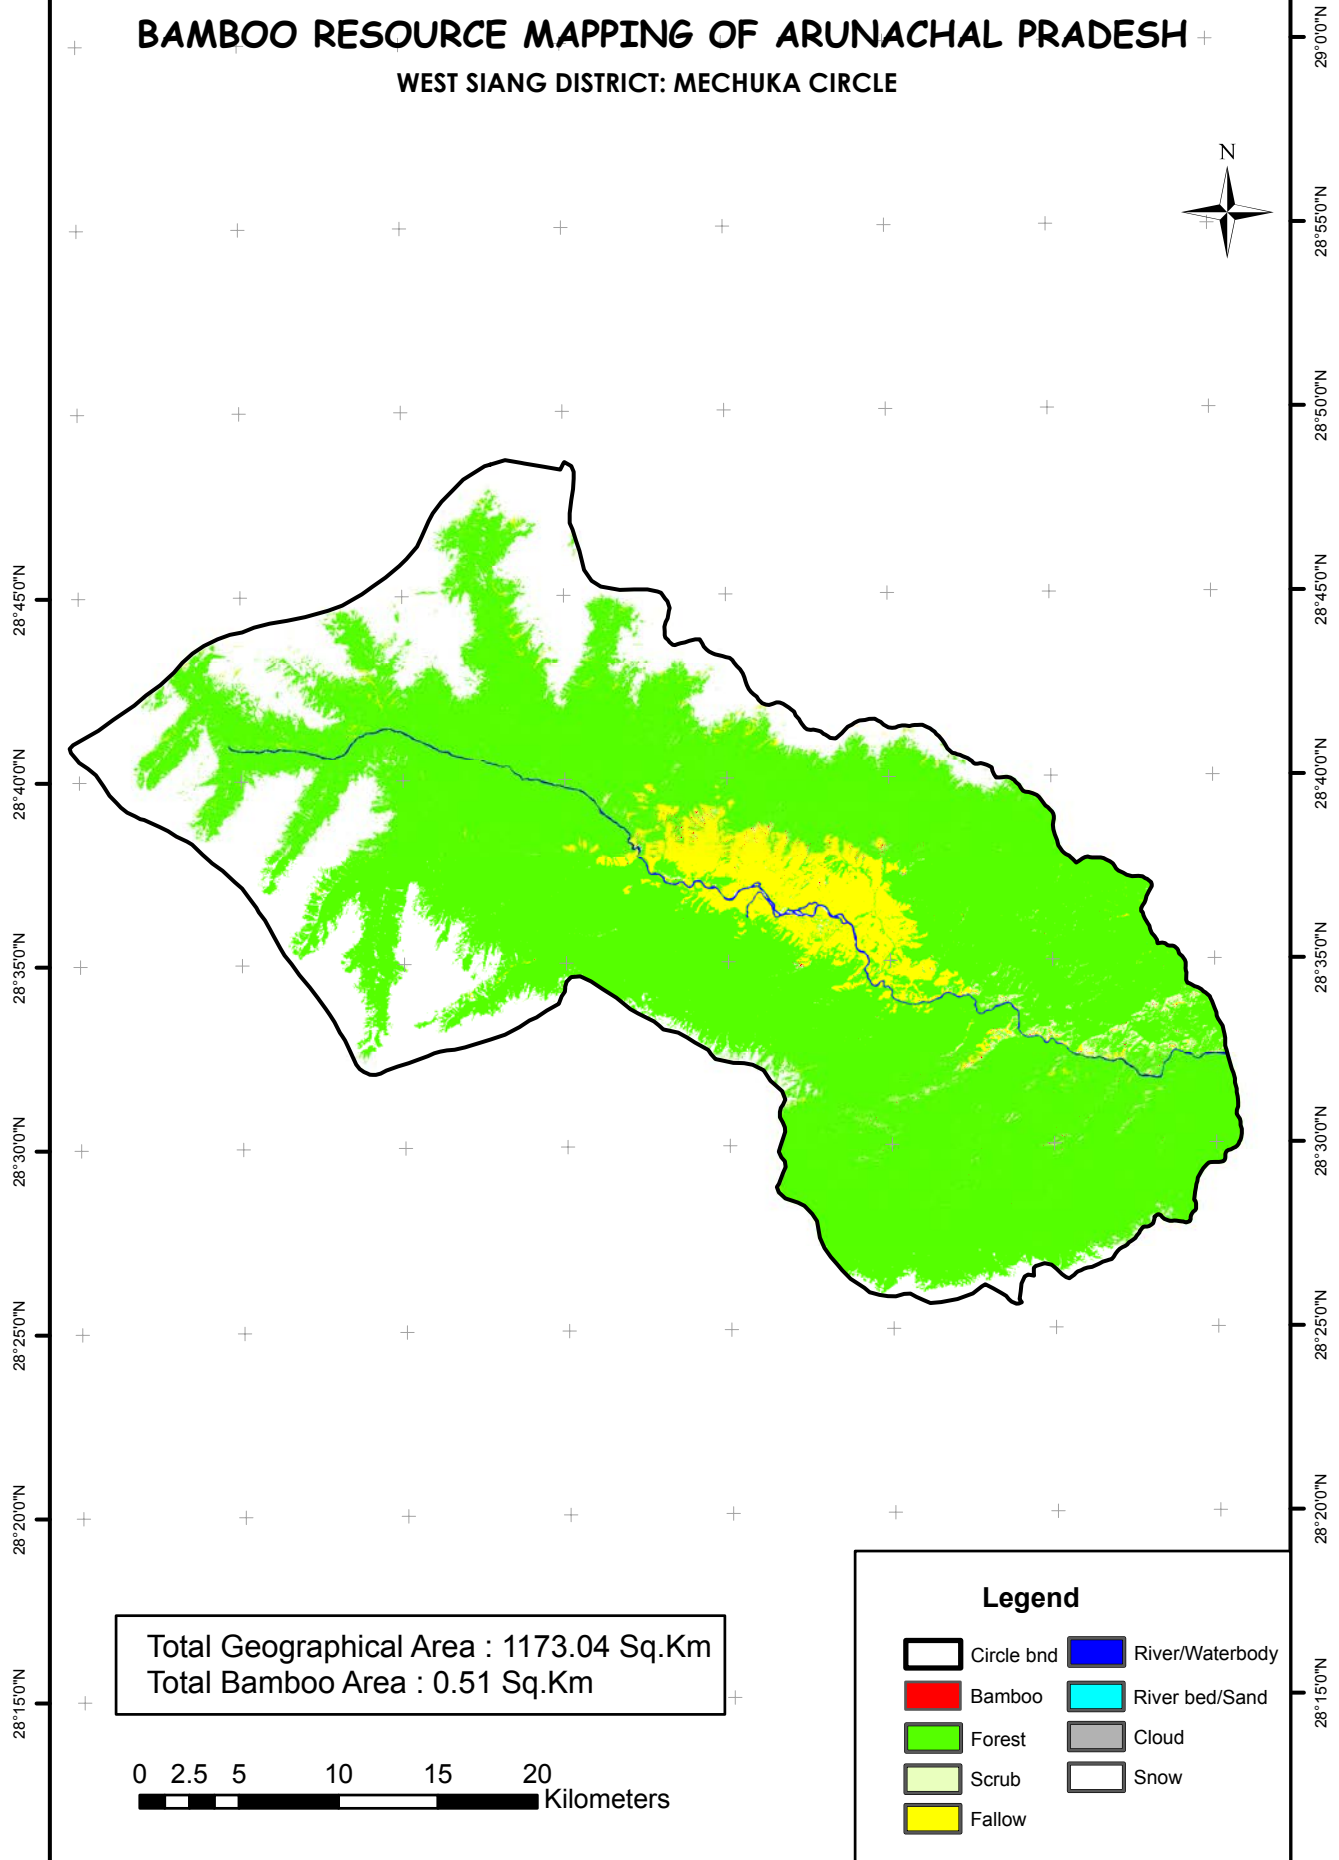 BAMBOO RESOURCE MAPPING OF ARUNACHAL PRADESH
WEST SIANG DISTRICT: MECHUKA CIRCLE
N
29°0'0"N
28°55'0"N
28°50'0"N
28°45'0"N
28°45'0"N
28°40'0"N
28°40'0"N
28°35'0"N
28°35'0"N
28°30'0"N
28°30'0"N
28°25'0"N
28°25'0"N
28°20'0"N
28°20'0"N
28°15'0"N
28°15'0"N
Total Geographical Area : 1173.04 Sq.Km
Total Bamboo Area : 0.51 Sq.Km
0 2.5 5 10 15 20
Kilometers
Legend
Circle bnd
Bamboo
Forest
Scrub
Fallow
River/Waterbody
River bed/Sand
Cloud
Snow